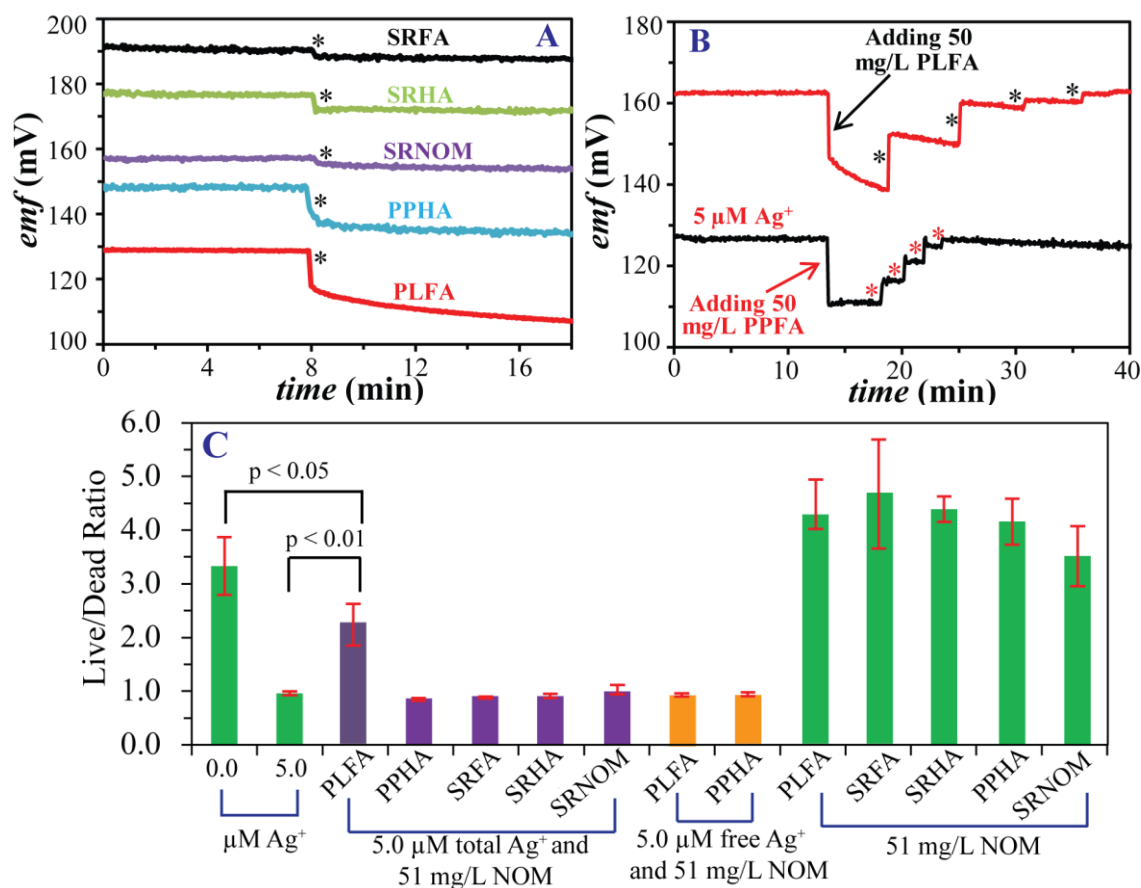 A
200
180
160
140
120
100
emf (mV)
SRFA
*
SRHA
*
SRNOM
*
PPHA
*
PLFA
*
0
4
8
12
16
time (min)
B
180
160
140
120
100
emf (mV)
Adding 50
mg/L PLFA
* * * *
5 µM Ag⁺
* * * *
Adding 50
mg/L PPFA
0
10
20
30
40
time (min)
C
6.0
5.0
4.0
3.0
2.0
1.0
0.0
Live/Dead Ratio
p < 0.05
p < 0.01
0.0
5.0
PLFA
PPHA
SRFA
SRHA
SRNOM
PLFA
PPHA
PLFA
SRFA
SRHA
PPHA
SRNOM
µM Ag⁺
5.0 µM total Ag⁺ and
51 mg/L NOM
5.0 µM free Ag⁺
and 51 mg/L NOM
51 mg/L NOM